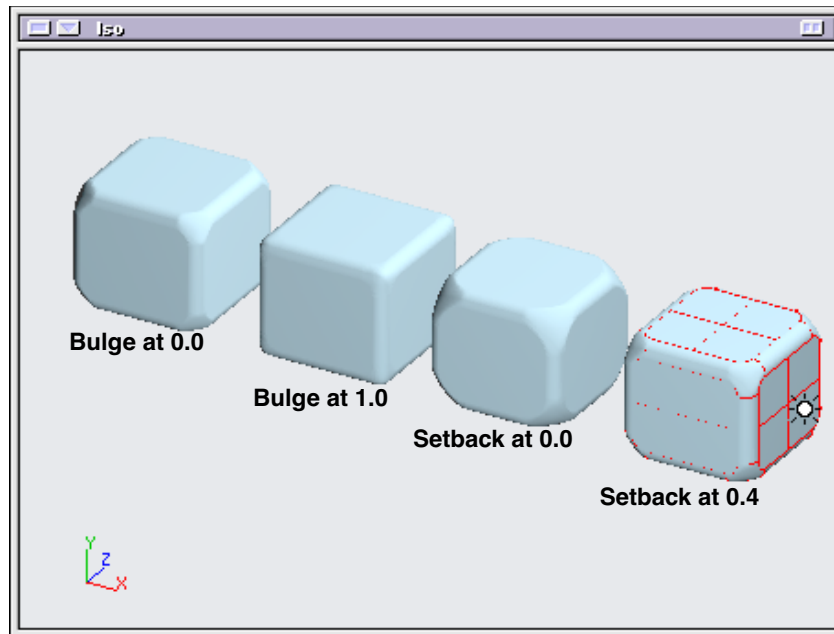 Iso
Bulge at 0.0
Bulge at 1.0
Setback at 0.0
Setback at 0.4
Y
Z
X